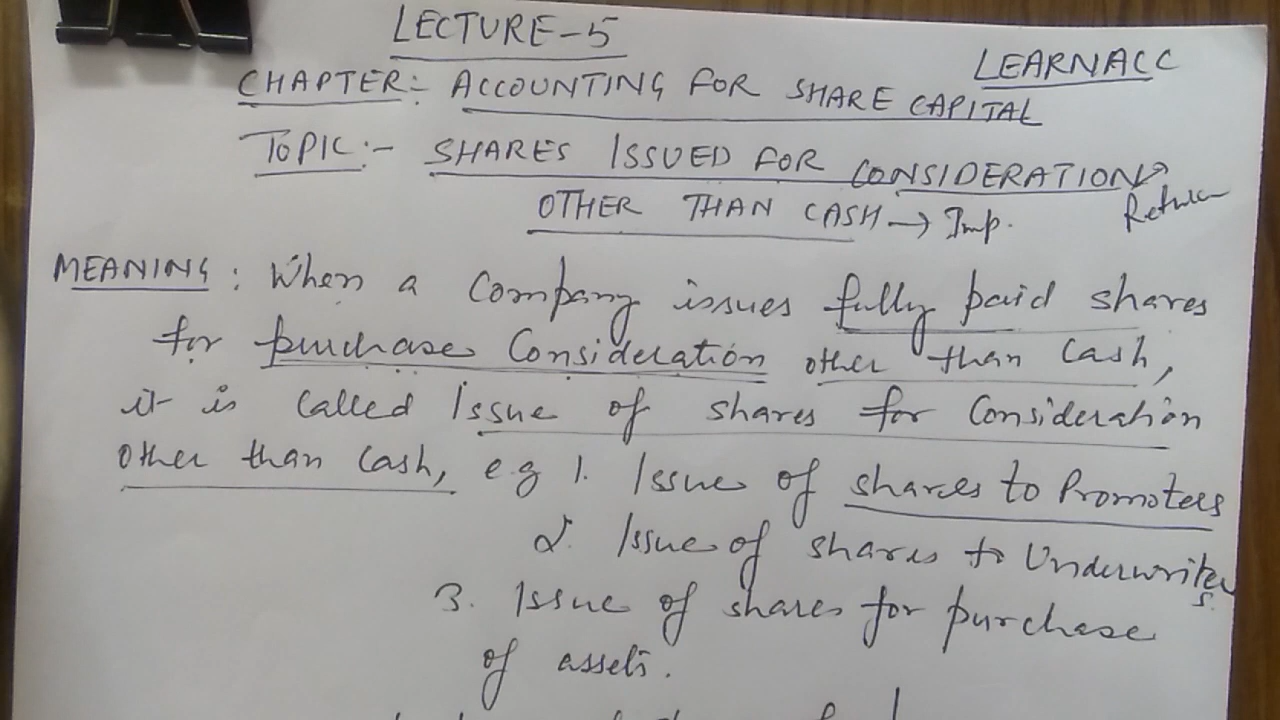 LECTURE-5
LEARNACC
CHAPTER:- ACCOUNTING FOR SHARE CAPITAL
TOPIC:- SHARES ISSUED FOR CONSIDERATION
OTHER THAN CASH → Imp.
MEANING: When a Company issues fully paid shares
for purchase Consideration other than Cash,
it is Called Issue of shares for Consideration
other than Cash, e.g 1. Issue of shares to Promoters
2. Issue of shares to Underwriters.
3. Issue of shares for purchase
of assets.